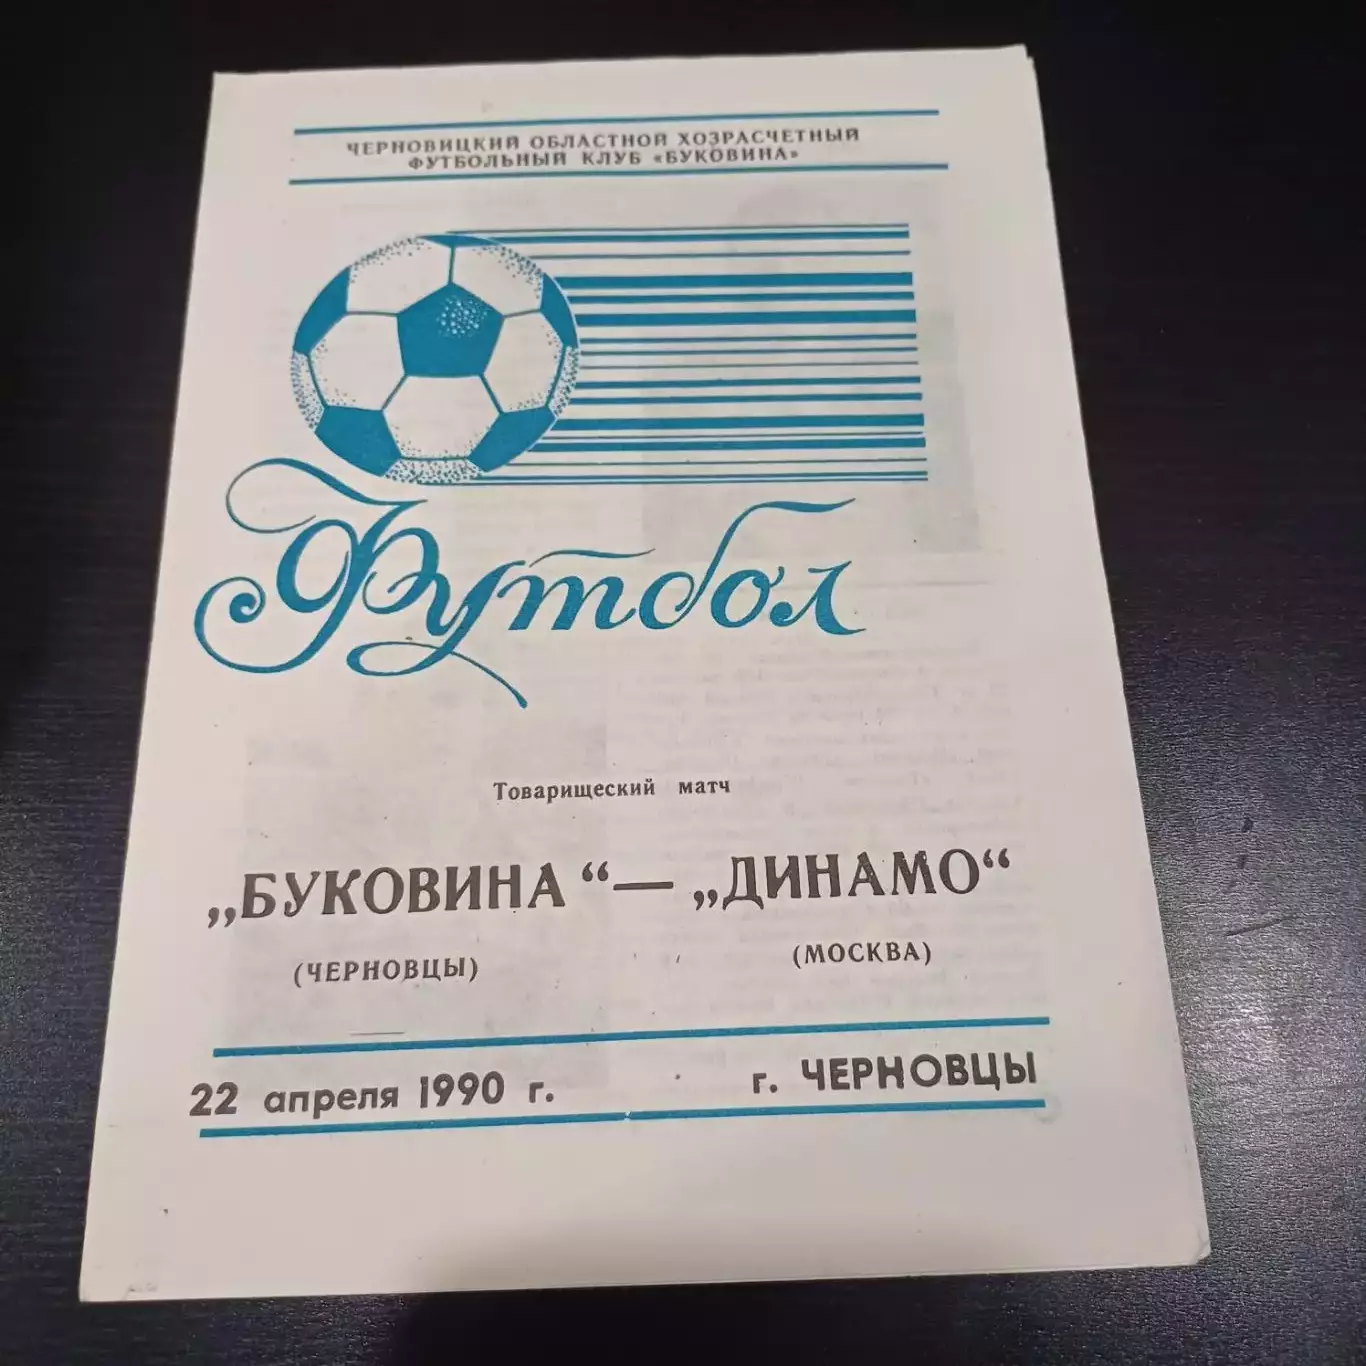 ЧЕРНОВИЦКИЙ ОБЛАСТНОЙ ХОЗРАСЧЕТНЫЙ
ФУТБОЛЬНЫЙ КЛУБ «БУКОВИНА»
Футбол
Товарищеский матч
„БУКОВИНА“ — „ДИНАМО“
(ЧЕРНОВЦЫ) (МОСКВА)
22 апреля 1990 г. г. ЧЕРНОВЦЫ